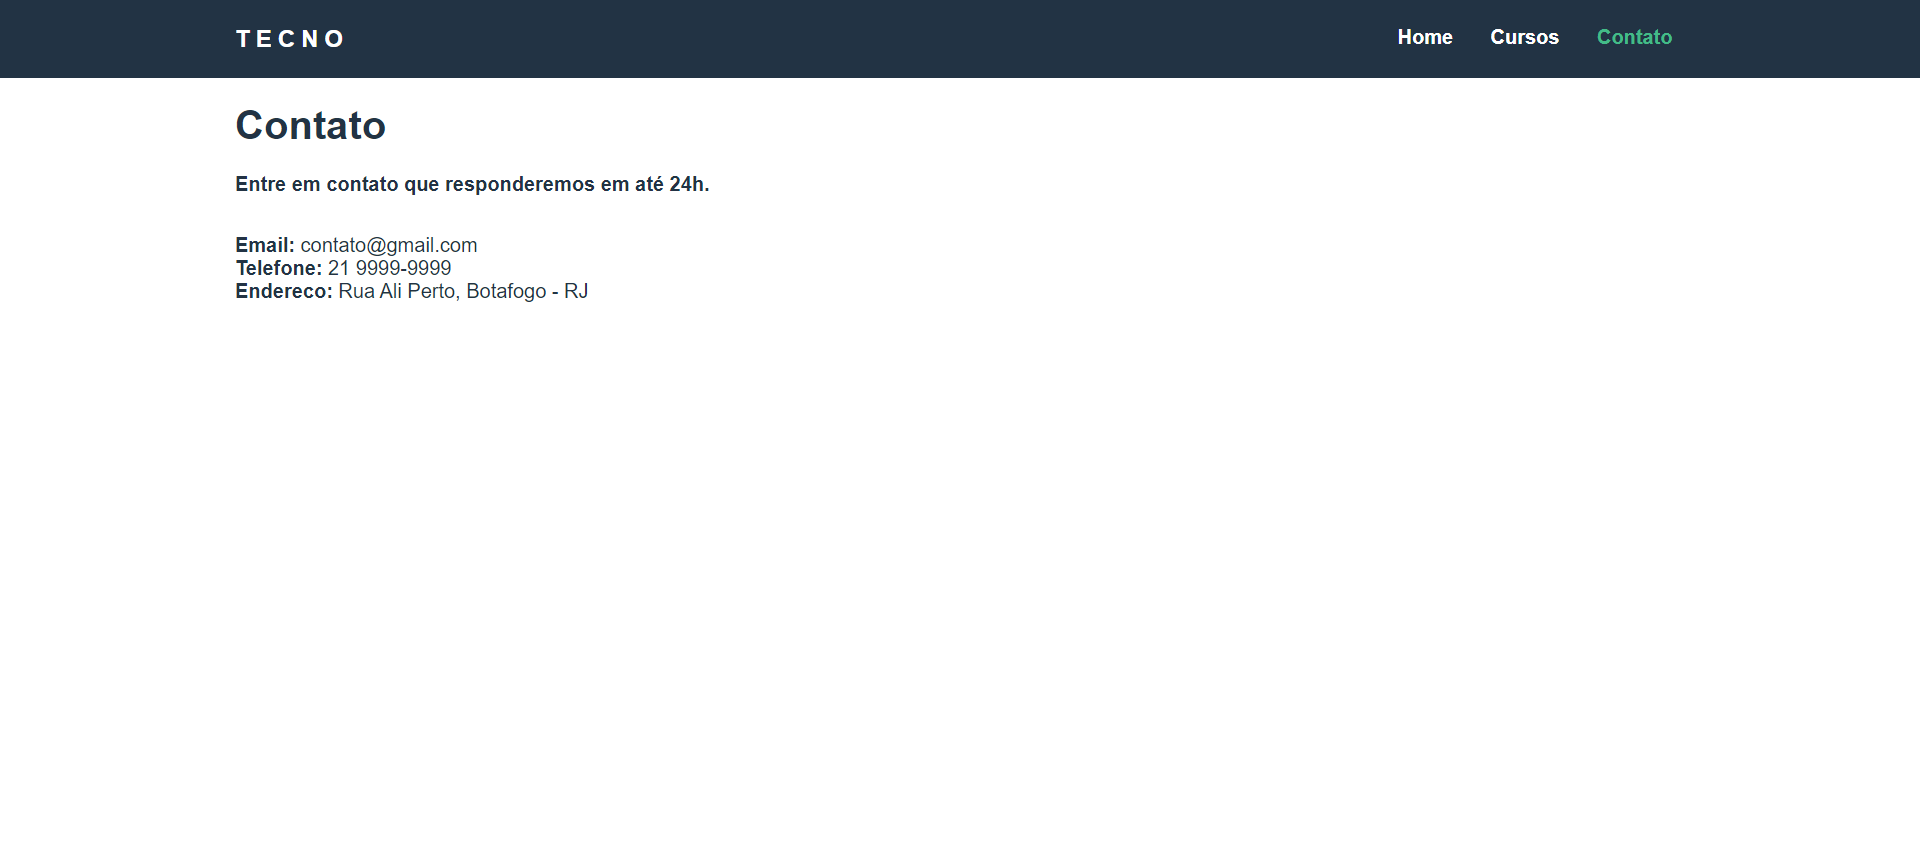 TECNO
Home Cursos Contato
Contato
Entre em contato que responderemos em até 24h.
Email: contato@gmail.com
Telefone: 21 9999-9999
Endereco: Rua Ali Perto, Botafogo - RJ